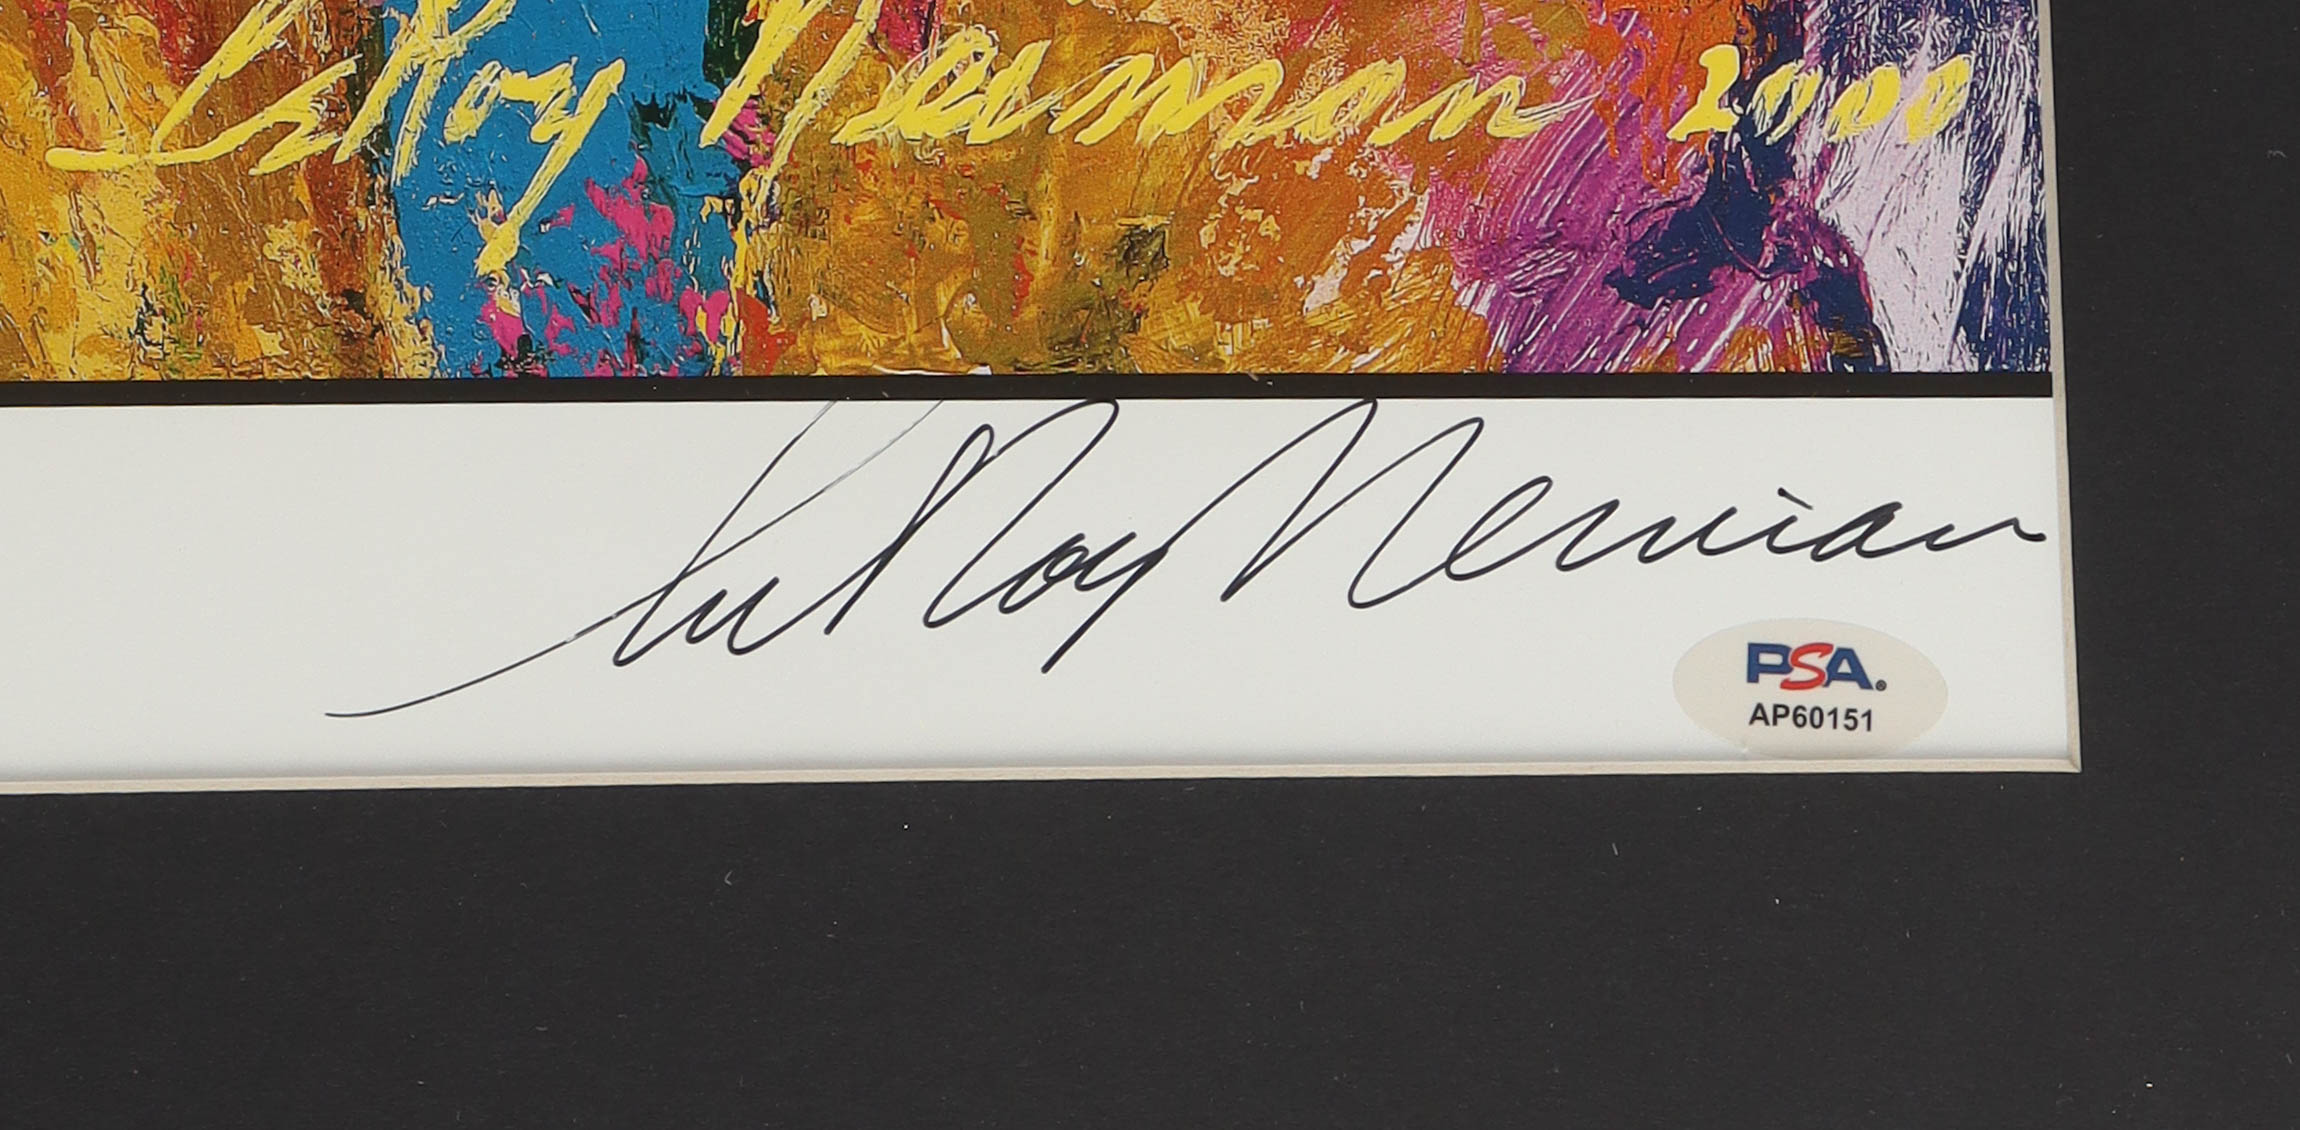 LeRoy Neiman 2000
LeRoy Neiman
PSA®
AP60151